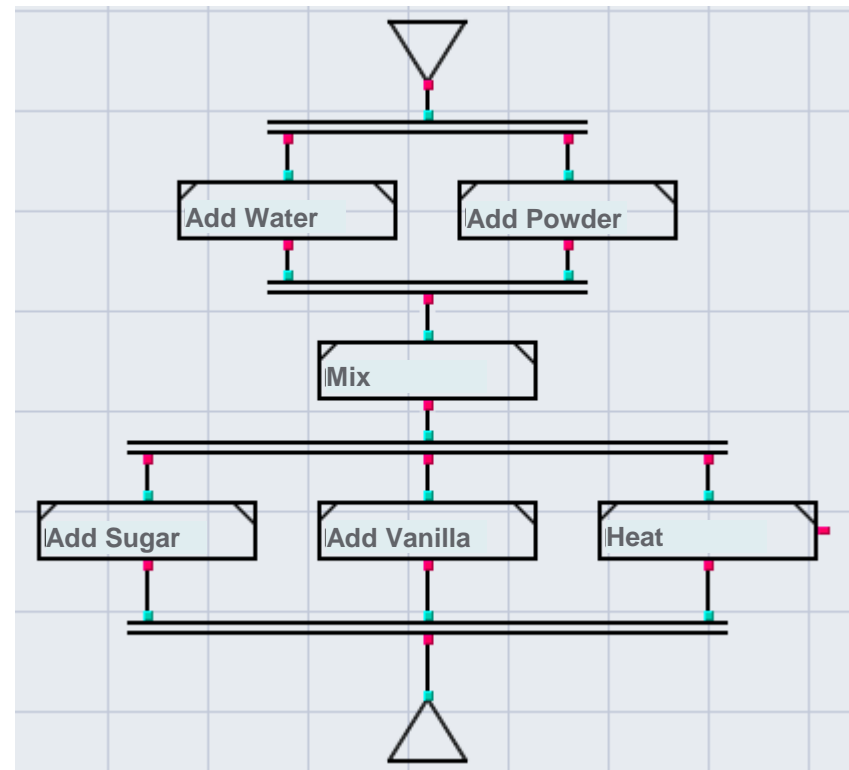 Add Water
Add Powder
Mix
Add Sugar
Add Vanilla
Heat